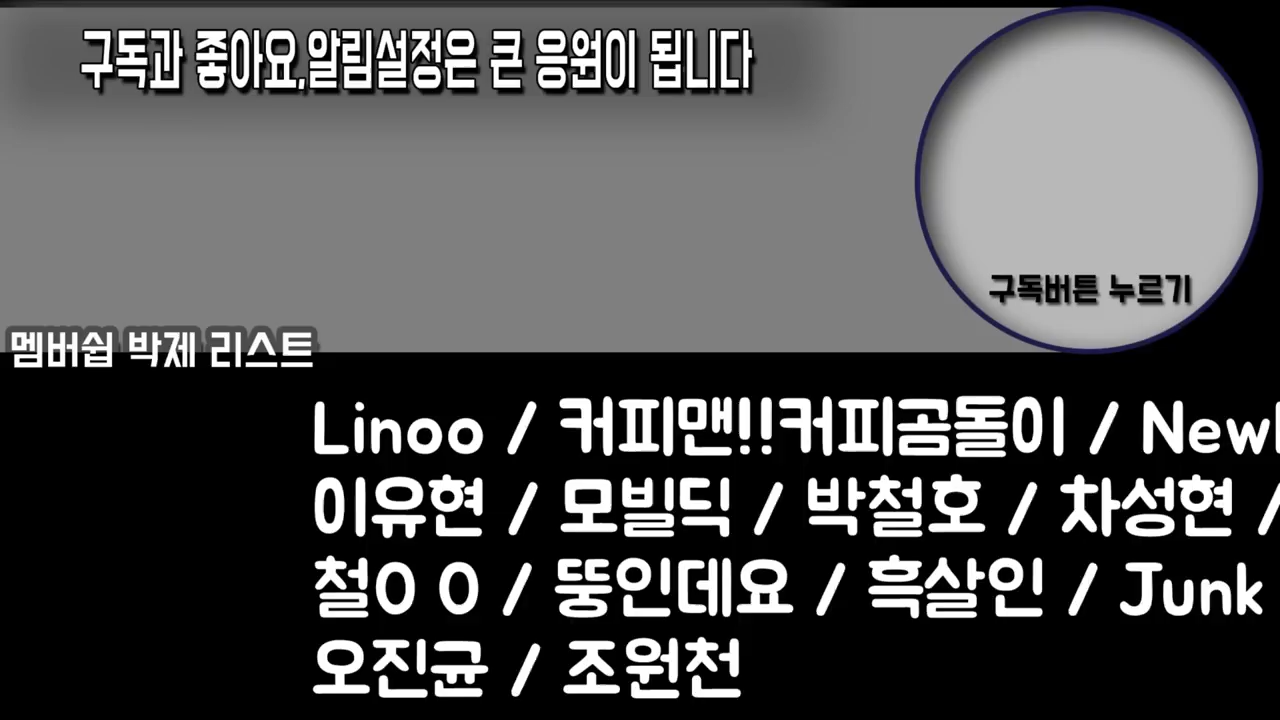 구독과 좋아요,알림설정은 큰 응원이 됩니다
구독버튼 누르기
멤버쉽 박제 리스트
Linoo / 커피맨!!커피곰돌이 / New
이유현 / 모빌딕 / 박철호 / 차성현 /
철O O / 뚱인데요 / 흑살인 / Junk
오진균 / 조원천